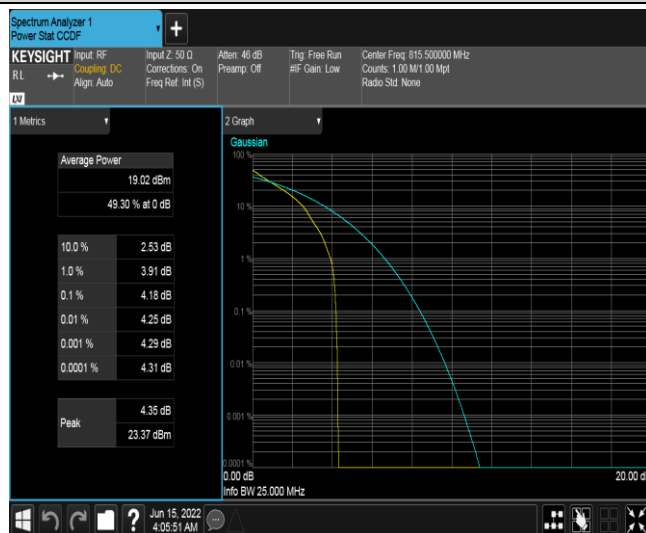 Spectrum Analyzer 1
Power Stat CCDF
+
KEYSIGHT
RL
LXI
Input: RF
Coupling: DC
Align: Auto
Input Z: 50 Ω
Corrections: On
Freq Ref: Int (S)
Atten: 46 dB
Preamp: Off
Trig: Free Run
#IF Gain: Low
Center Freq: 815.500000 MHz
Counts: 1.00 M/1.00 Mpt
Radio Std: None
1 Metrics
Average Power
19.02 dBm
49.30 % at 0 dB
10.0 % 2.53 dB
1.0 % 3.91 dB
0.1 % 4.18 dB
0.01 % 4.25 dB
0.001 % 4.29 dB
0.0001 % 4.31 dB
Peak
4.35 dB
23.37 dBm
2 Graph
Gaussian
100 %
10 %
1 %
0.1 %
0.01 %
0.001 %
0.0001 %
0.00 dB 20.00 d
Info BW 25.000 MHz
?
Jun 15, 2022
4:05:51 AM